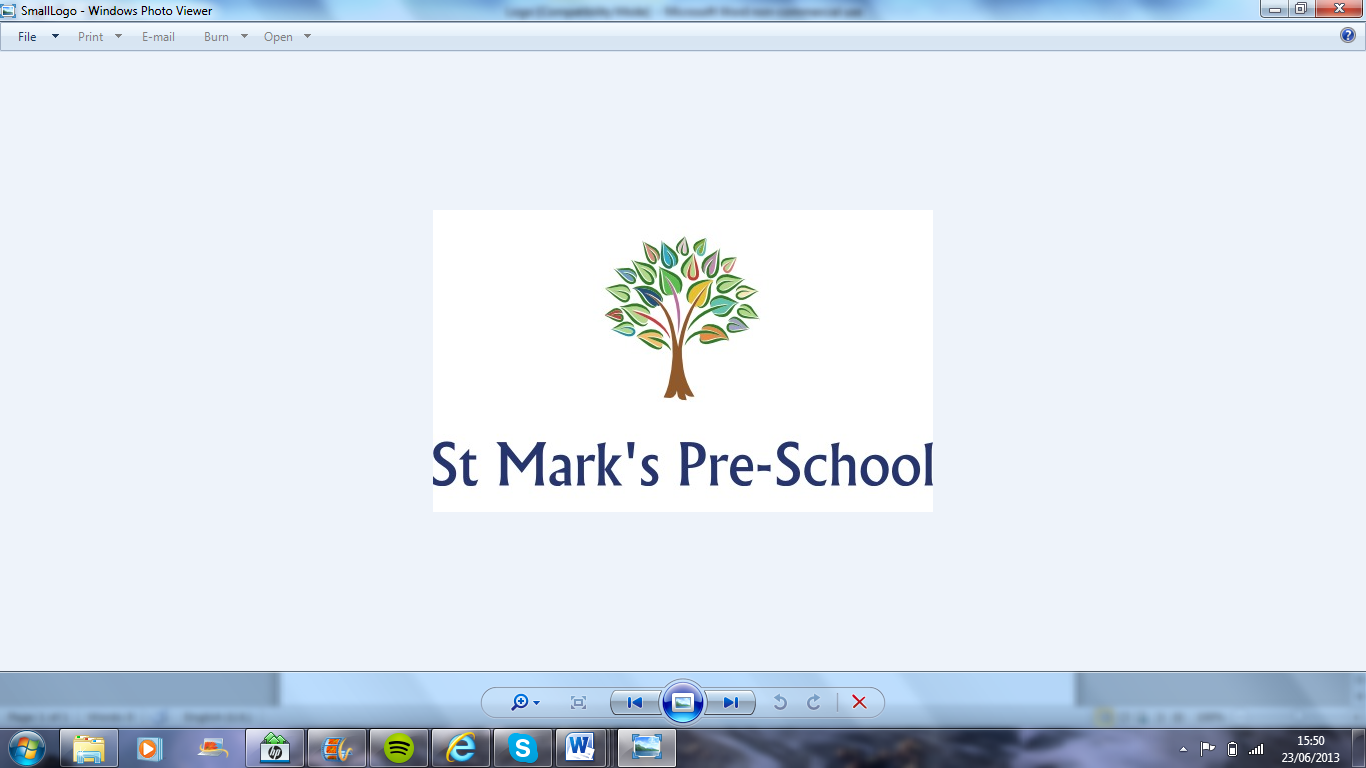 SmallLogo - Windows Photo Viewer
File Print E-mail Burn Open
St Mark's Pre-School
15:50
23/06/2013